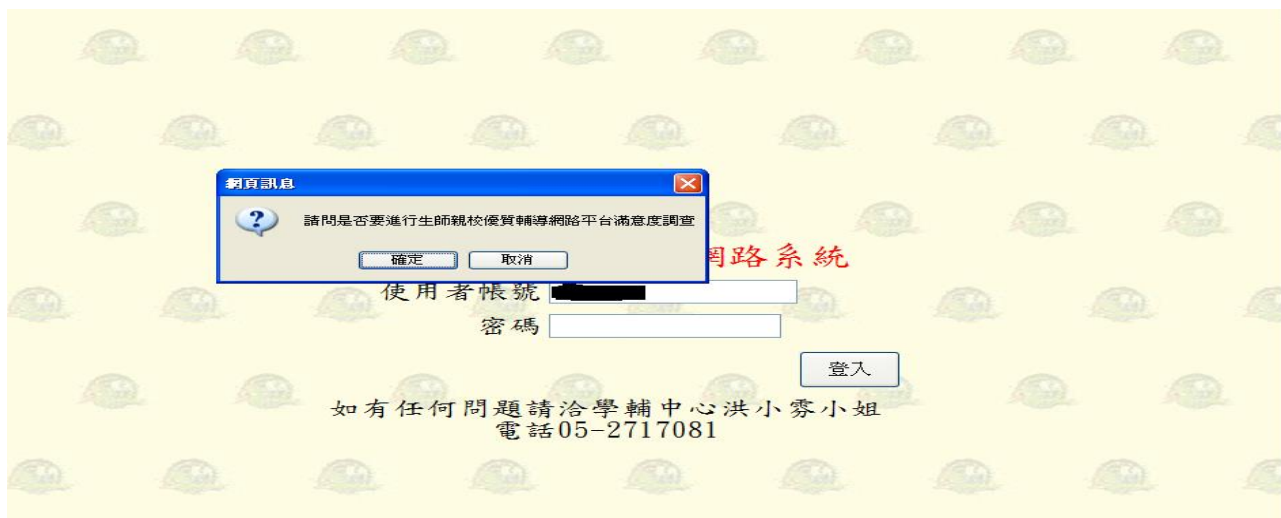 網頁訊息
請問是否要進行生師親校優質輔導網路平台滿意度調查
確定 取消
網路系統
使用者帳號
密碼
登入
如有任何問題請洽學輔中心洪小雰小姐
電話05-2717081